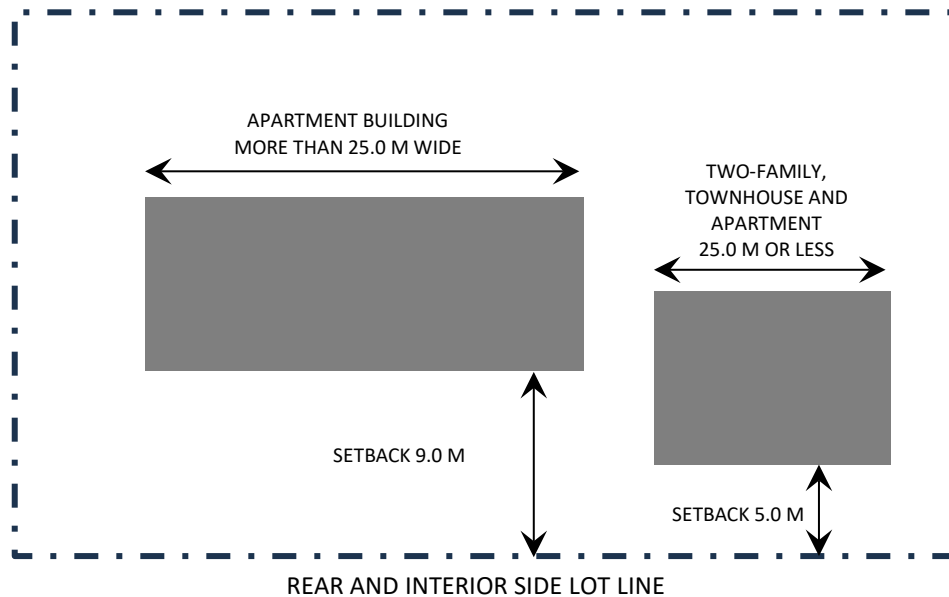 APARTMENT BUILDING
MORE THAN 25.0 M WIDE
TWO-FAMILY,
TOWNHOUSE AND
APARTMENT
25.0 M OR LESS
SETBACK 9.0 M
SETBACK 5.0 M
REAR AND INTERIOR SIDE LOT LINE